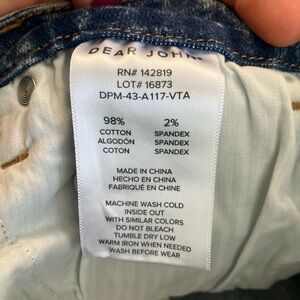 DEAR JOHN
RN# 142819
LOT# 16873
DPM-43-A117-VTA
98% 2%
COTTON SPANDEX
ALGODÓN SPANDEX
COTON SPANDEX
MADE IN CHINA
HECHO EN CHINA
FABRIQUÉ EN CHINE
MACHINE WASH COLD
INSIDE OUT
WITH SIMILAR COLORS
DO NOT BLEACH
TUMBLE DRY LOW
WARM IRON WHEN NEEDED
WASH BEFORE WEAR